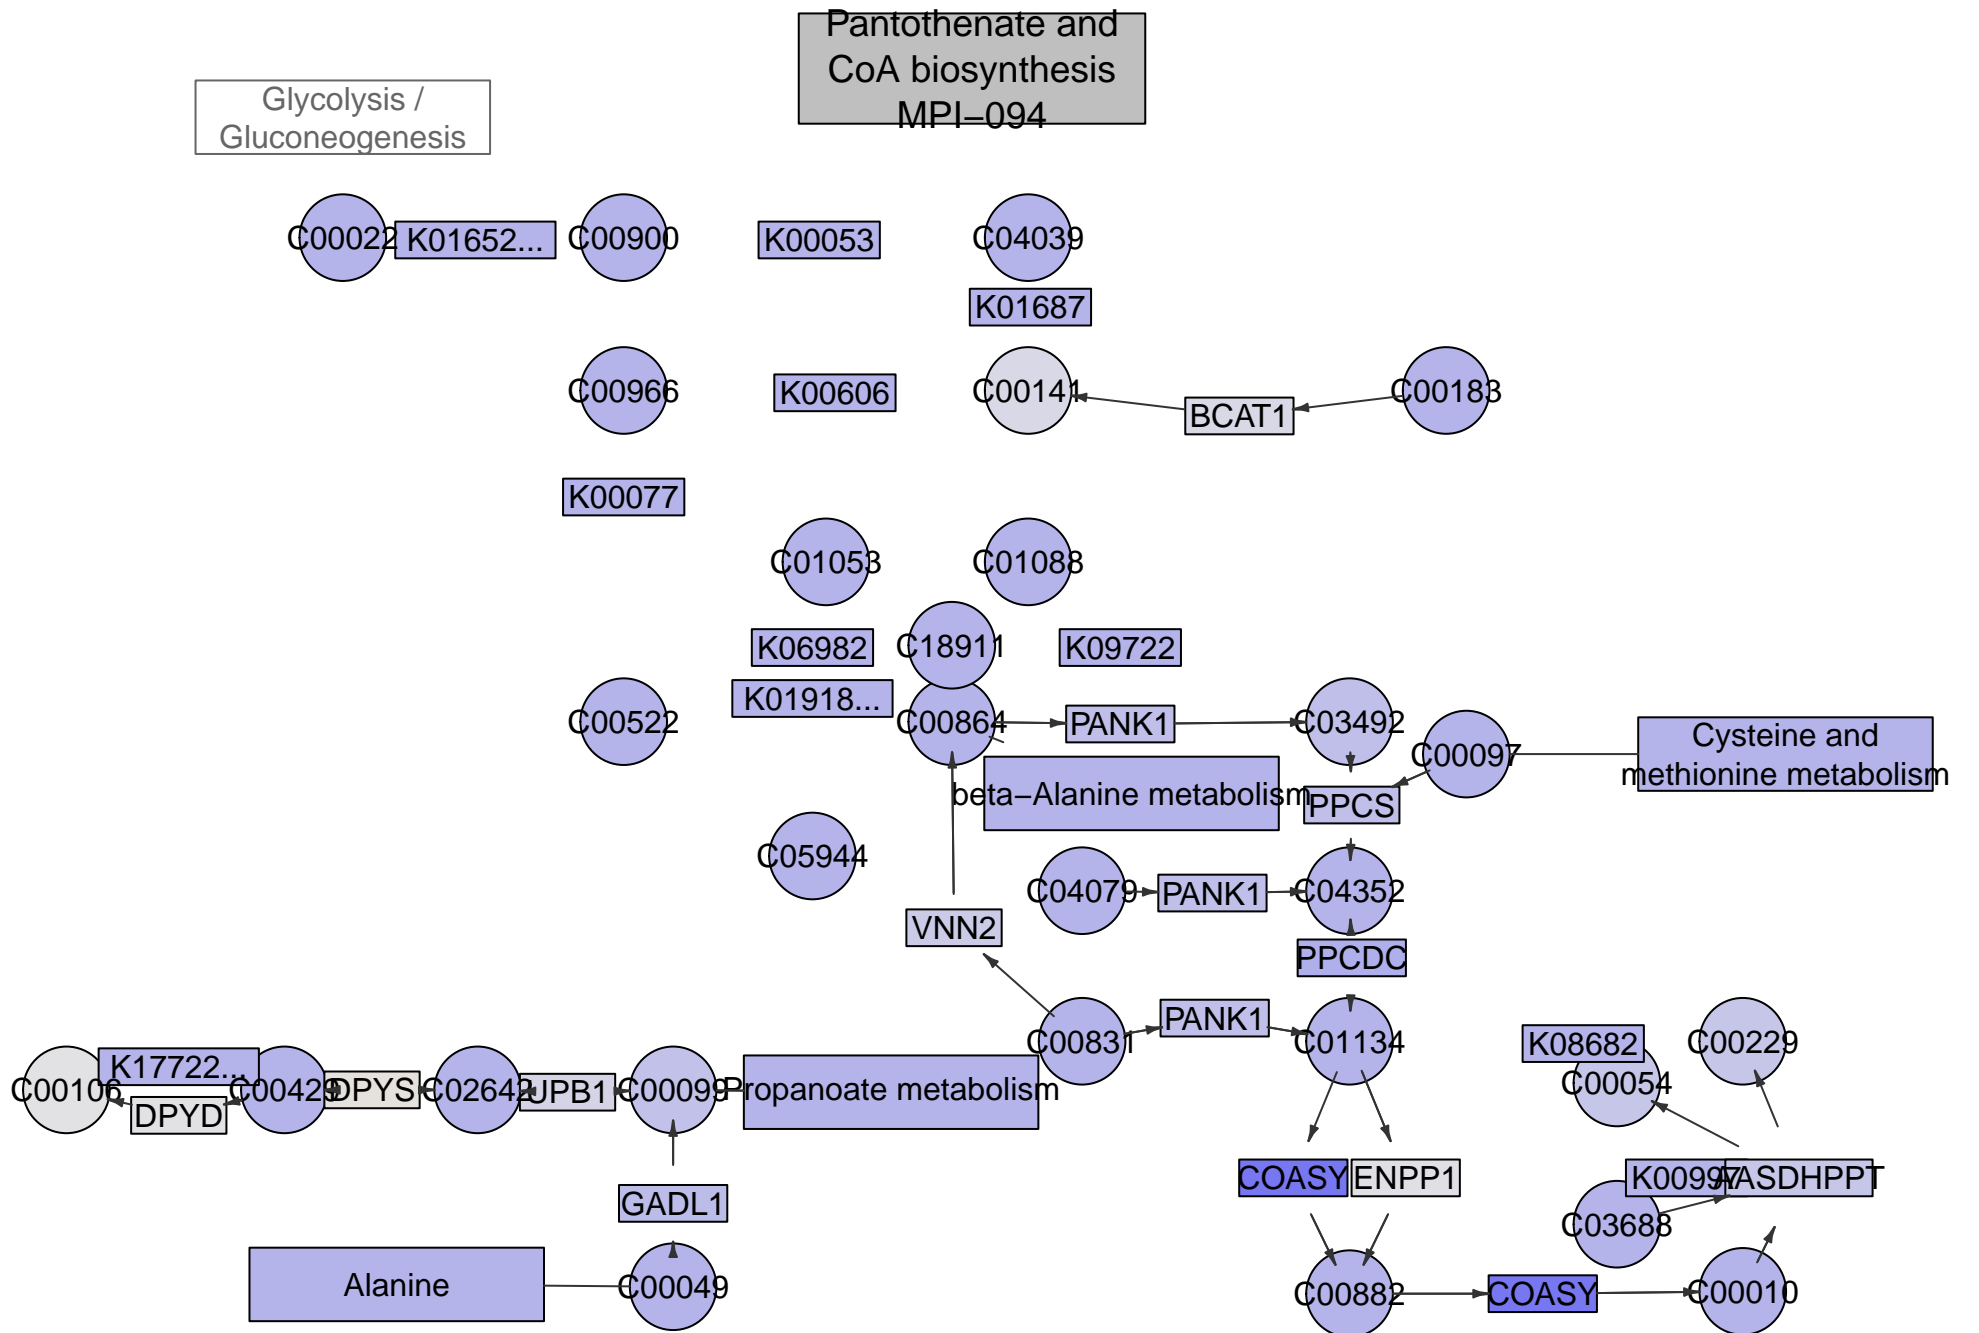 Pantothenate and
CoA biosynthesis
MPI−094
Glycolysis /
Gluconeogenesis
C00022
K01652...
C00900
K00053
C04039
K01687
C00966
K00606
C00141
BCAT1
C00183
K00077
C01053
C01088
K06982
C18911
K09722
K01918...
C00522
C00864
PANK1
C03492
C00097
Cysteine and
methionine metabolism
beta−Alanine metabolism
PPCS
C05944
C04079
PANK1
C04352
VNN2
PPCDC
C00831
PANK1
C01134
K08682
C00229
C00054
C00106
K17722...
DPYD
C00429
DPYS
C02642
UPB1
C00099
Propanoate metabolism
COASY
ENPP1
K00997
AASDHPPT
GADL1
C03688
Alanine
C00049
C00882
COASY
C00010